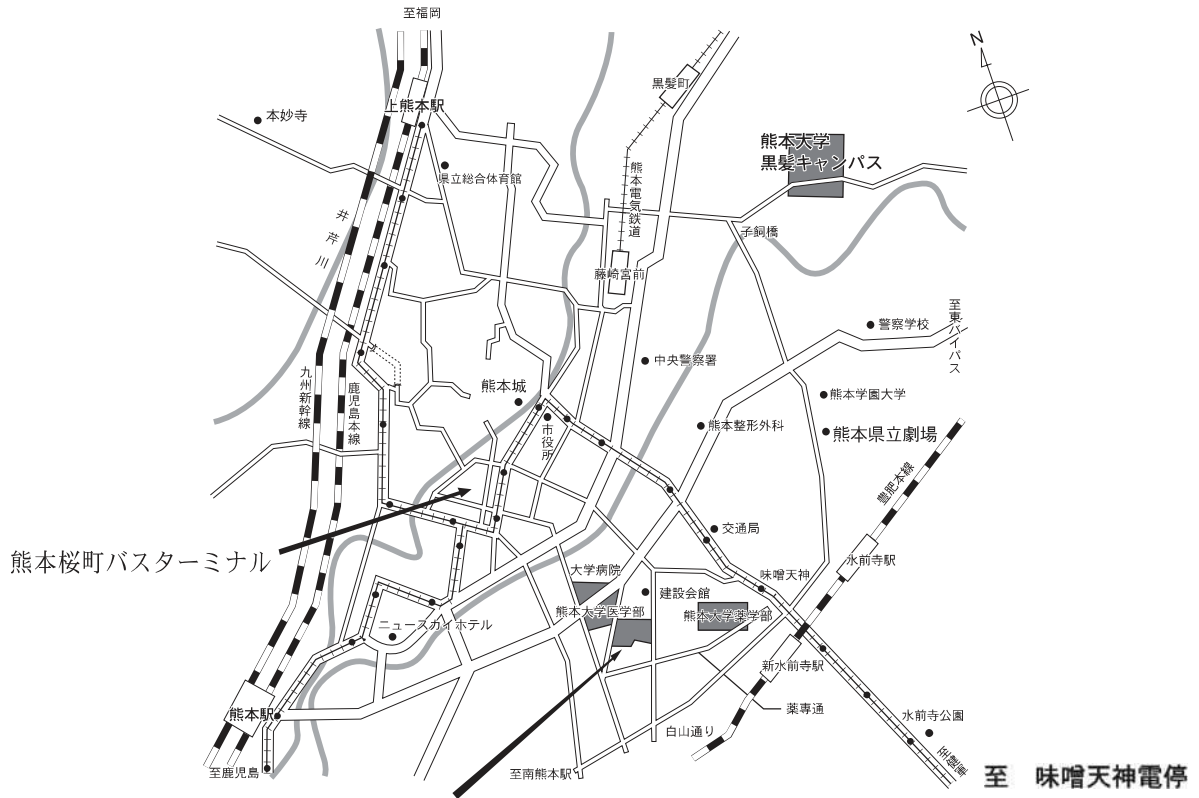 至福岡
N
黒髪町
上熊本駅
本妙寺
熊本大学
黒髪キャンパス
県立総合体育館
熊本電気鉄道
井芹川
子飼橋
藤崎宮前
至東バイパス
警察学校
中央警察署
九州新幹線
鹿児島本線
熊本城
熊本学園大学
市役所
熊本整形外科
熊本県立劇場
豊肥本線
交通局
熊本桜町バスターミナル
水前寺駅
大学病院
味噌天神
建設会館
熊本大学医学部
熊本大学薬学部
ニュースカイホテル
新水前寺駅
熊本駅
薬専通
水前寺公園
白山通り
至健軍
至鹿児島
至南熊本駅
至　味噌天神電停